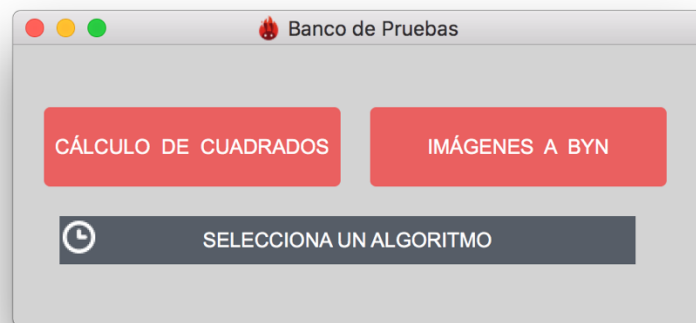 Banco de Pruebas
CÁLCULO DE CUADRADOS
IMÁGENES A BYN
SELECCIONA UN ALGORITMO